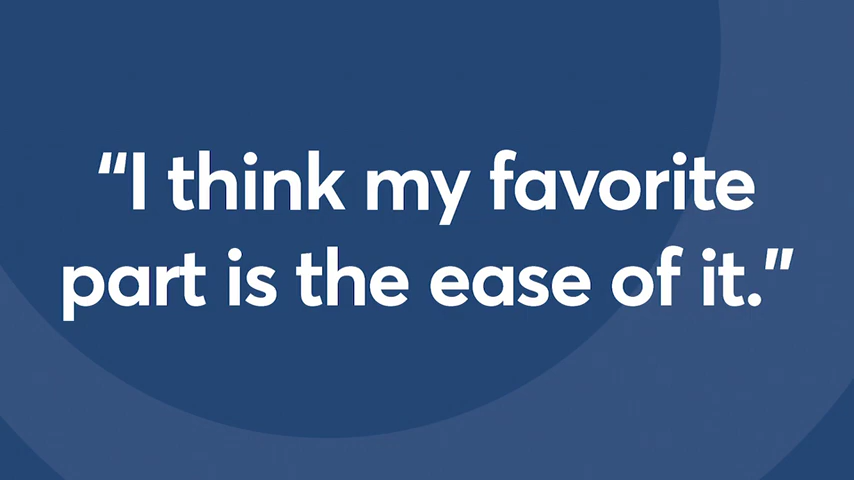 “I think my favorite
part is the ease of it.”